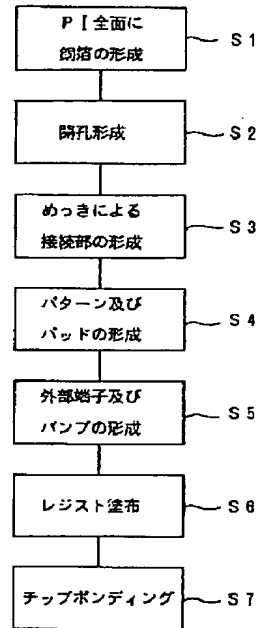 PI全面に
銅箔の形成
S1
開孔形成
S2
めっきによる
接続部の形成
S3
パターン及び
パッドの形成
S4
外部端子及び
バンプの形成
S5
レジスト塗布
S6
チップボンディング
S7